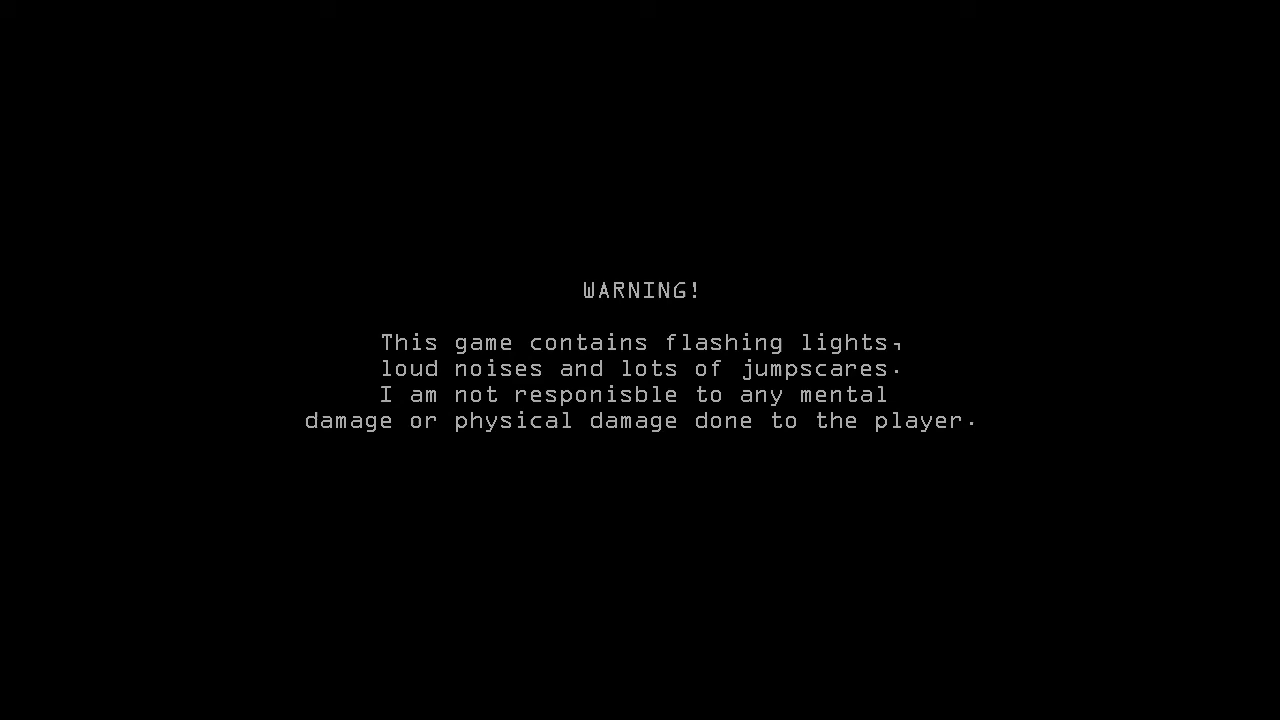 WARNING!
This game contains flashing lights,
loud noises and lots of jumpscares.
I am not responisble to any mental
damage or physical damage done to the player.